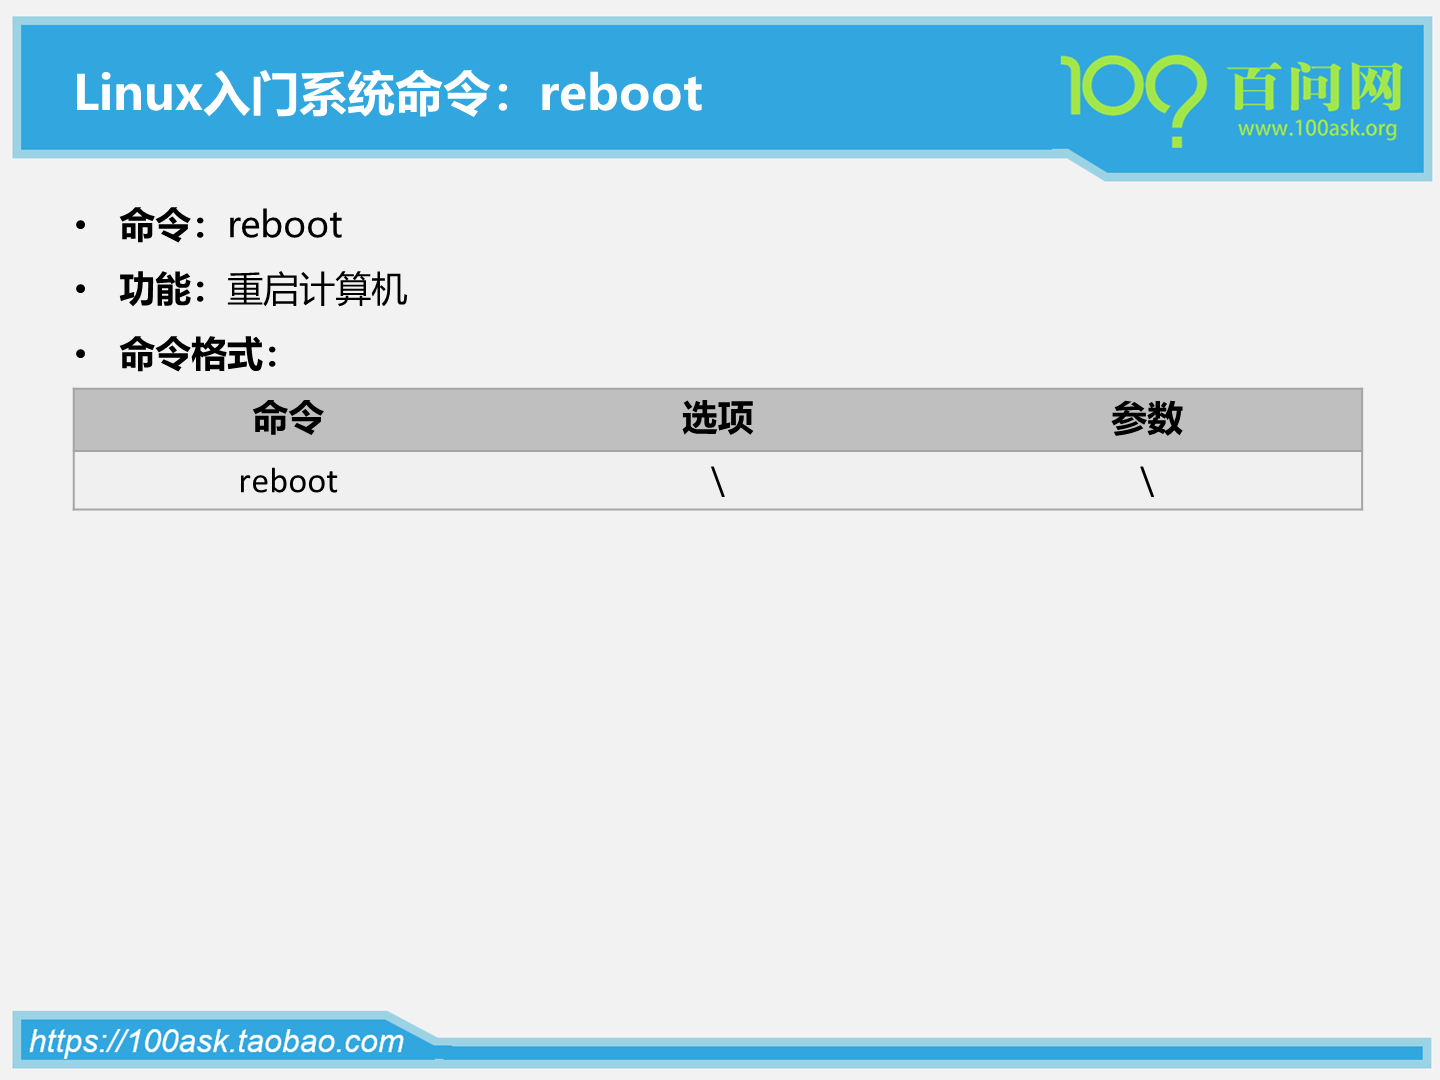 Linux入门系统命令：reboot
100? 百问网
www.100ask.org
• 命令：reboot
• 功能：重启计算机
• 命令格式：
命令 选项 参数
reboot \ \
https://100ask.taobao.com